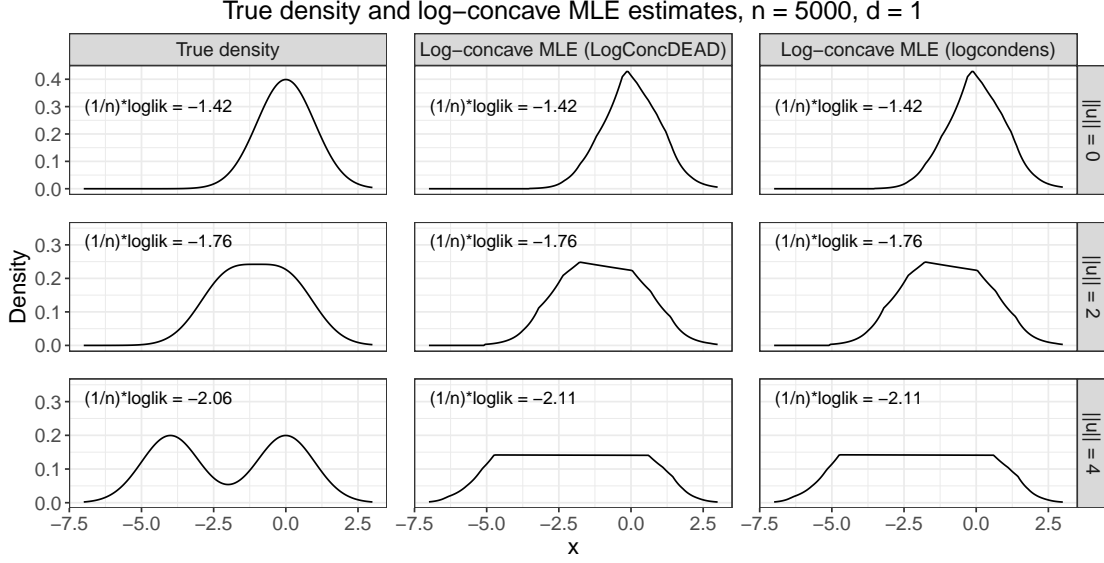 True density and log−concave MLE estimates, n = 5000, d = 1
True density
Log−concave MLE (LogConcDEAD)
Log−concave MLE (logcondens)
0.4
0.3
0.2
0.1
0.0
(1/n)*loglik = −1.42
(1/n)*loglik = −1.42
(1/n)*loglik = −1.42
||u|| = 0
Density
0.3
0.2
0.1
0.0
(1/n)*loglik = −1.76
(1/n)*loglik = −1.76
(1/n)*loglik = −1.76
||u|| = 2
0.3
0.2
0.1
0.0
(1/n)*loglik = −2.06
(1/n)*loglik = −2.11
(1/n)*loglik = −2.11
||u|| = 4
−7.5 −5.0 −2.5 0.0 2.5
−7.5 −5.0 −2.5 0.0 2.5
−7.5 −5.0 −2.5 0.0 2.5
x